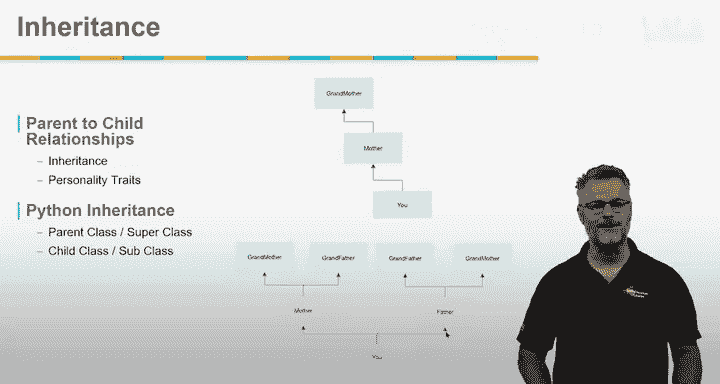 Inheritance
Parent to Child
Relationships
– Inheritance
– Personality Traits
Python Inheritance
– Parent Class / Super Class
– Child Class / Sub Class
GrandMother
Mother
You
GrandMother GrandFather GrandFather GrandMother
Mother Father
You